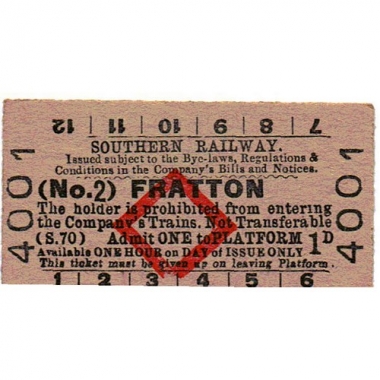 12 | 11 | 10 | 9 | 8 | 7
SOUTHERN RAILWAY.
Issued subject to the Bye-laws, Regulations &
Conditions in the Company's Bills and Notices.
(No.2) FRATTON
The holder is prohibited from entering
the Company's Trains. Not Transferable
(S.70) Admit ONE to PLATFORM 1D
Available ONE HOUR on DAY of ISSUE ONLY
This ticket must be given up on leaving Platform.
1 | 2 | 3 | 4 | 5 | 6
4001
4001